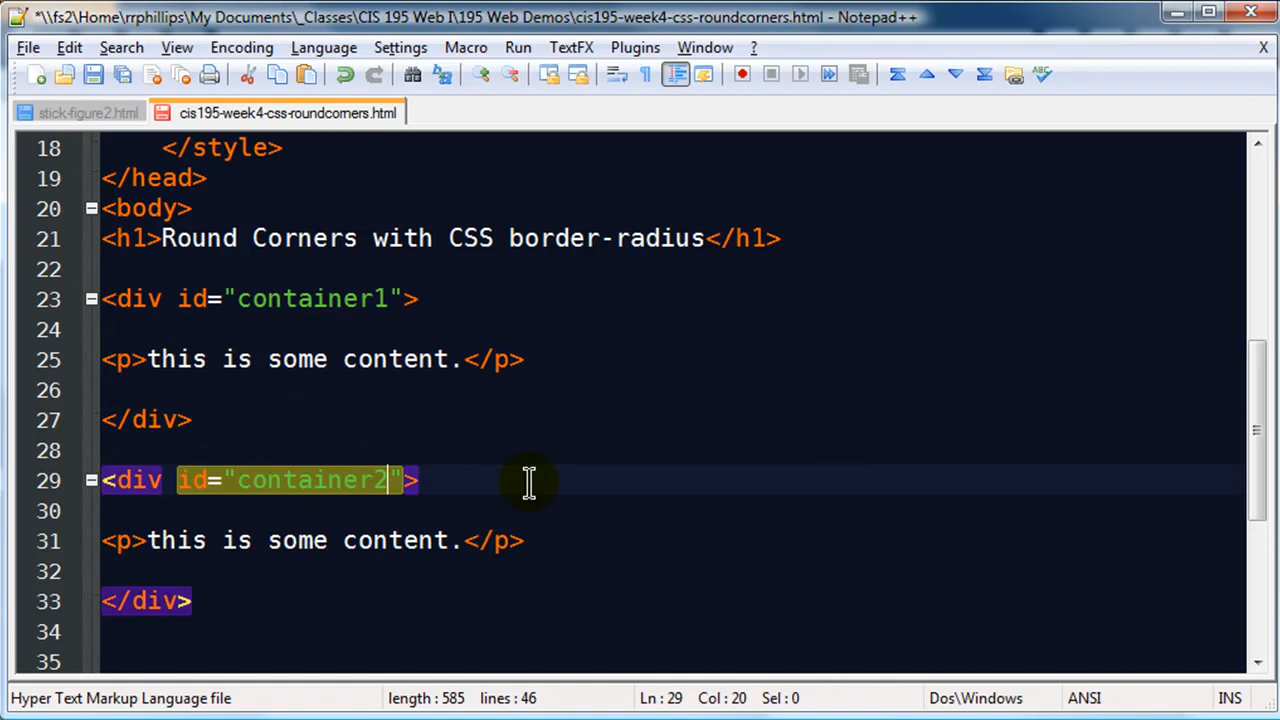 *\\fs2\Home\rrphillips\My Documents\_Classes\CIS 195 Web I\195 Web Demos\cis195-week4-css-roundcorners.html - Notepad++
File Edit Search View Encoding Language Settings Macro Run TextFX Plugins Window ? X
stick-figure2.html cis195-week4-css-roundcorners.html
18 </style>
19 </head>
20 <body>
21 <h1>Round Corners with CSS border-radius</h1>
22
23 <div id="container1">
24
25 <p>this is some content.</p>
26
27 </div>
28
29 <div id="container2">
30
31 <p>this is some content.</p>
32
33 </div>
34
35
Hyper Text Markup Language file length : 585 lines : 46 Ln : 29 Col : 20 Sel : 0 Dos\Windows ANSI INS